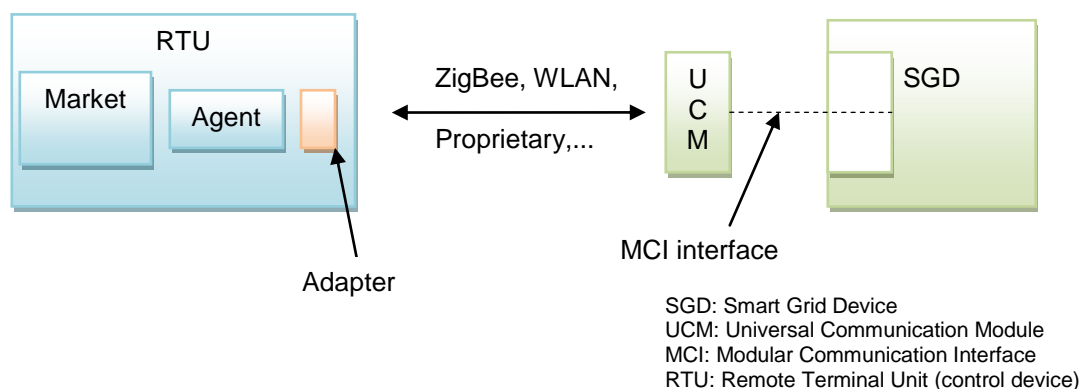 RTU
Market
Agent
ZigBee, WLAN,
Proprietary,...
U
C
M
SGD
MCI interface
Adapter
SGD: Smart Grid Device
UCM: Universal Communication Module
MCI: Modular Communication Interface
RTU: Remote Terminal Unit (control device)